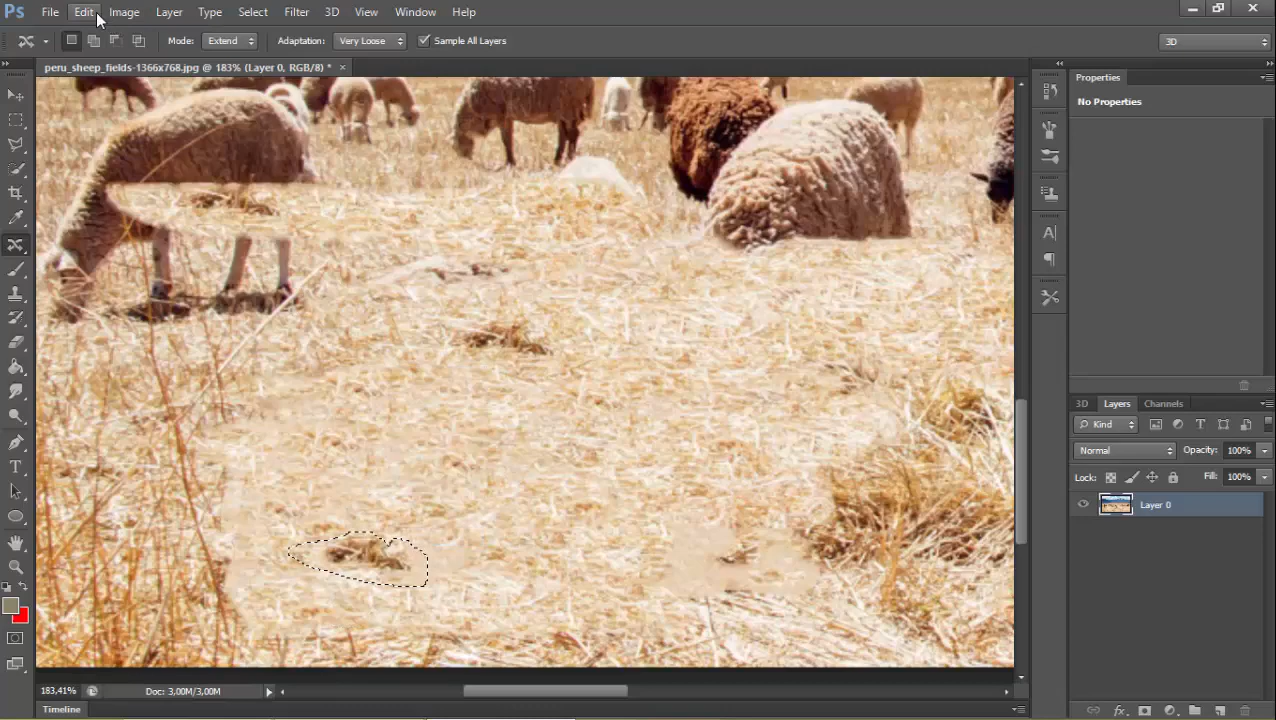 Ps File Edit Image Layer Type Select Filter 3D View Window Help
Mode: Extend Adaptation: Very Loose Sample All Layers 3D
peru_sheep_fields-1366x768.jpg @ 183% (Layer 0, RGB/8) *
Properties
No Properties
3D Layers Channels
Kind
Normal Opacity: 100%
Lock: Fill: 100%
Layer 0
183,41% Doc: 3,00M/3,00M
Timeline